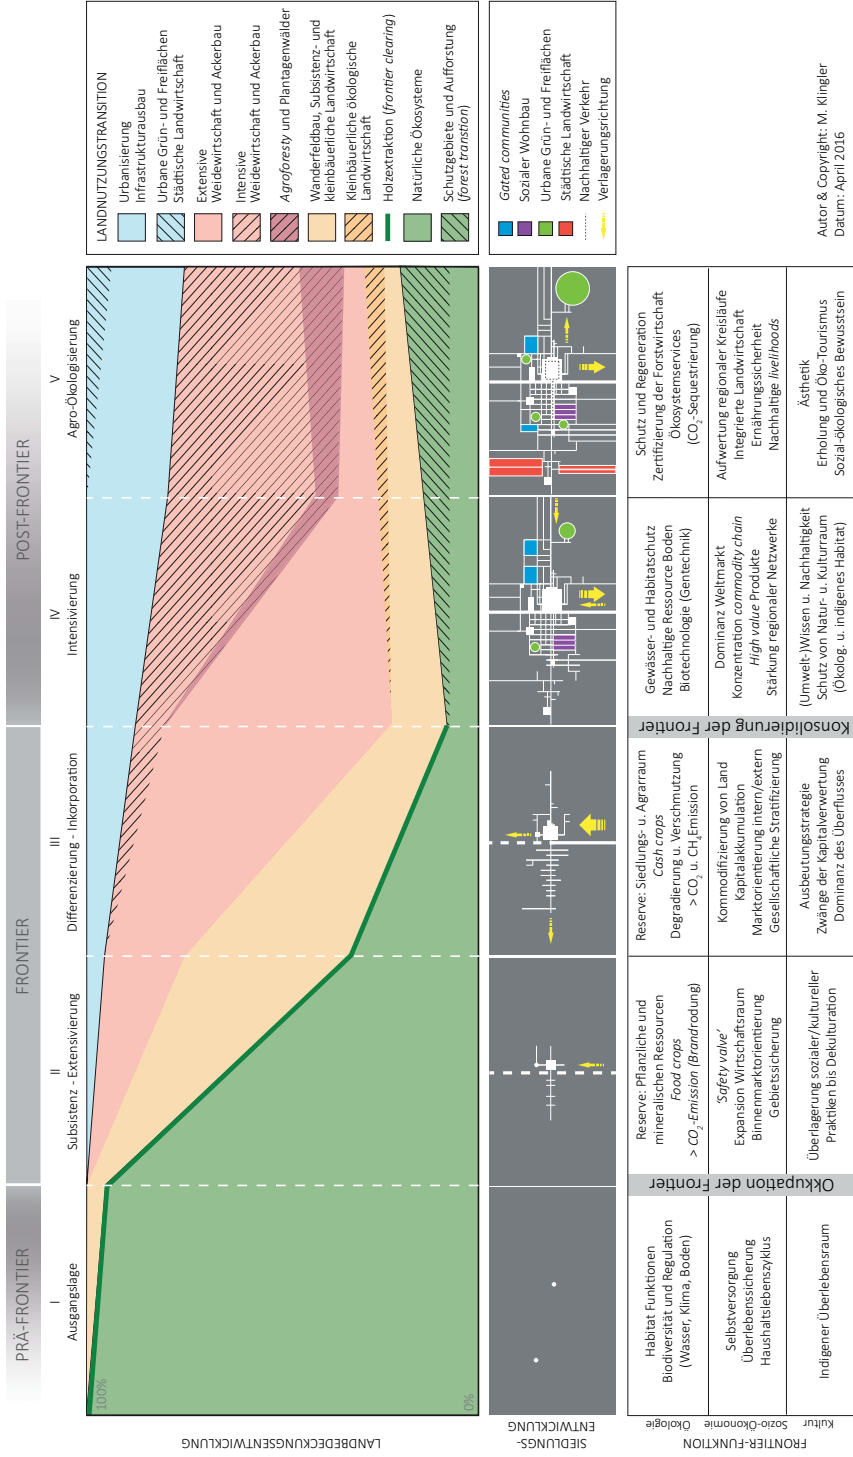 PRÄ-FRONTIER
FRONTIER
POST-FRONTIER
I
Ausgangslage
II
Subsistenz - Extensivierung
III
Differenzierung - Inkorporation
IV
Intensivierung
V
Agro-Ökologisierung
LANDBEDECKUNGSENTWICKLUNG
100%
0%
LANDNUTZUNGSTRANSITION
Urbanisierung
Infrastrukturausbau
Urbane Grün- und Freiflächen
Städtische Landwirtschaft
Extensive
Weidewirtschaft und Ackerbau
Intensive
Weidewirtschaft und Ackerbau
Agroforesty und Plantagenwälder
Wanderfeldbau, Subsistenz- und
kleinbäuerliche Landwirtschaft
Kleinbäuerliche ökologische
Landwirtschaft
Holzextraktion (frontier clearing)
Natürliche Ökosysteme
Schutzgebiete und Aufforstung
(forest transtion)
SIEDLUNGS-
ENTWICKLUNG
Gated communities
Sozialer Wohnbau
Urbane Grün- und Freiflächen
Städtische Landwirtschaft
Nachhaltiger Verkehr
Verlagerungsrichtung
FRONTIER-FUNKTION
Ökologie
Habitat Funktionen
Biodiversität und Regulation
(Wasser, Klima, Boden)
Reserve: Pflanzliche und
mineralischen Ressourcen
Food crops
> CO2-Emission (Brandrodung)
Reserve: Siedlungs- u. Agrarraum
Cash crops
Degradierung u. Verschmutzung
> CO2 u. CH4 Emission
Gewässer- und Habitatschutz
Nachhaltige Ressource Boden
Biotechnologie (Gentechnik)
Schutz und Regeneration
Zertifizierung der Forstwirtschaft
Ökosystemservices
(CO2-Sequestrierung)
Sozio-Ökonomie
Selbstversorgung
Überlebenssicherung
Haushaltslebenszyklus
'Safety valve'
Expansion Wirtschaftsraum
Binnenmarktorientierung
Gebietssicherung
Kommodifizierung von Land
Kapitalakkumulation
Marktorientierung intern/extern
Gesellschaftliche Stratifizierung
Dominanz Weltmarkt
Konzentration commodity chain
High value Produkte
Stärkung regionaler Netzwerke
Aufwertung regionaler Kreisläufe
Integrierte Landwirtschaft
Ernährungssicherheit
Nachhaltige livelihoods
Kultur
Indigener Überlebensraum
Überlagerung sozialer/kultureller
Praktiken bis Dekulturation
Ausbeutungsstrategie
Zwänge der Kapitalverwertung
Dominanz des Überflusses
(Umwelt-)Wissen u. Nachhaltigkeit
Schutz von Natur- u. Kulturraum
(Ökolog. u. indigenes Habitat)
Ästhetik
Erholung und Öko-Tourismus
Sozial-ökologisches Bewusstsein
Okkupation der Frontier
Konsolidierung der Frontier
Autor & Copyright: M. Klingler
Datum: April 2016